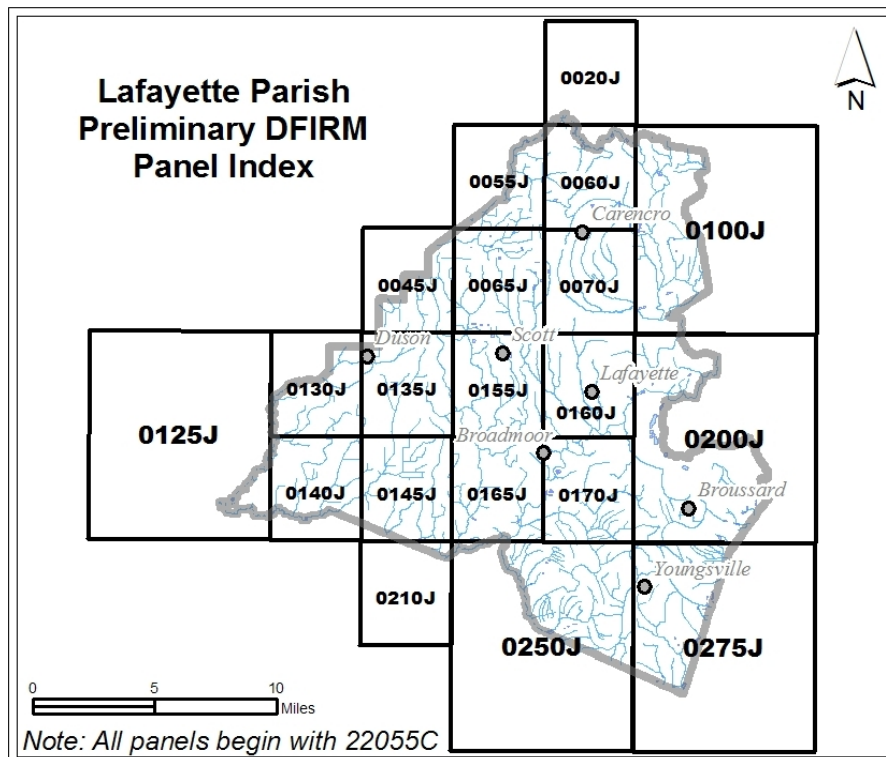 Lafayette Parish
Preliminary DFIRM
Panel Index
N
0020J
0055J
0060J
Carencro
0100J
0045J
0065J
0070J
Duson
Scott
0130J
0135J
0155J
Lafayette
0160J
0125J
Broadmoor
0200J
0140J
0145J
0165J
0170J
Broussard
Youngsville
0210J
0250J
0275J
0 5 10
Miles
Note: All panels begin with 22055C